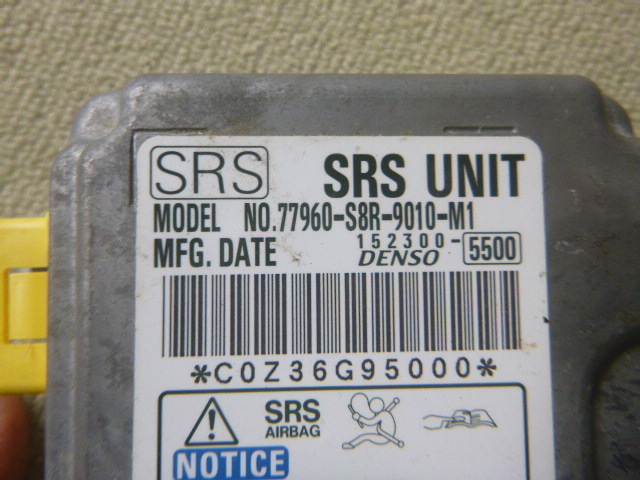 SRS SRS UNIT
MODEL NO.77960-S8R-9010-M1
MFG. DATE 152300-5500
DENSO
*C0Z36G95000*
SRS
AIRBAG
NOTICE